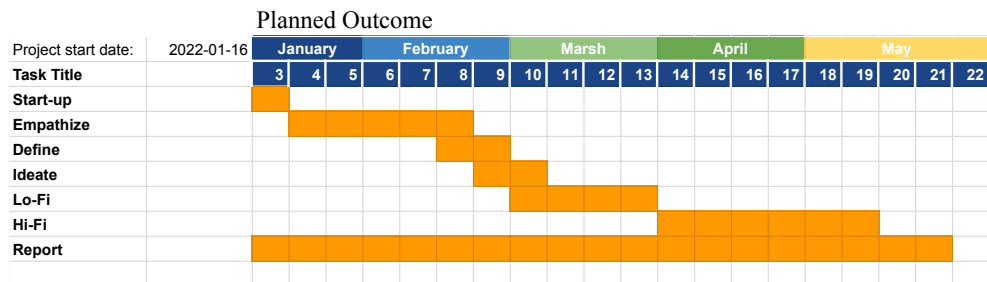 Planned Outcome
Project start date: 2022-01-16 January February Marsh April May
Task Title 3 4 5 6 7 8 9 10 11 12 13 14 15 16 17 18 19 20 21 22
Start-up
Empathize
Define
Ideate
Lo-Fi
Hi-Fi
Report